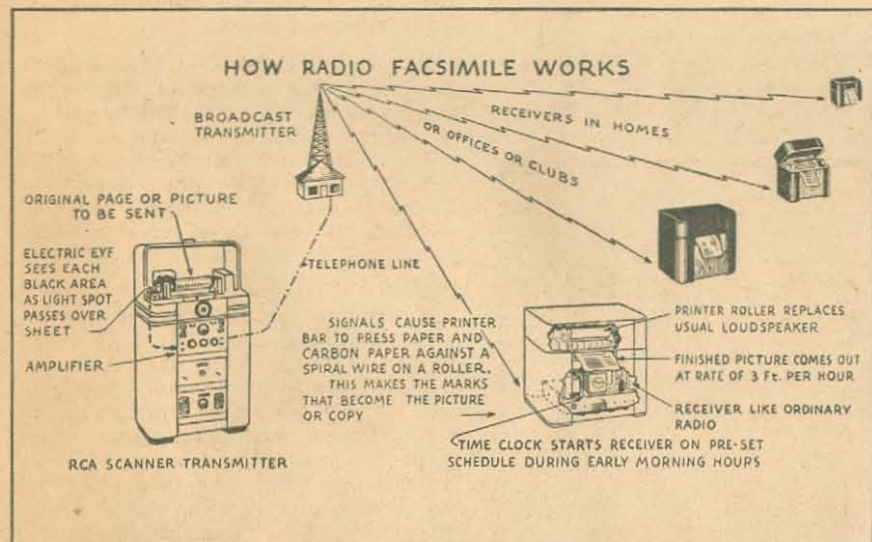 HOW RADIO FACSIMILE WORKS
BROADCAST
TRANSMITTER
RECEIVERS IN HOMES
OR OFFICES OR CLUBS
ORIGINAL PAGE OR PICTURE
TO BE SENT
ELECTRIC EYE
SEES EACH
BLACK AREA
AS LIGHT SPOT
PASSES OVER
SHEET
AMPLIFIER
TELEPHONE LINE
RCA SCANNER TRANSMITTER
SIGNALS CAUSE PRINTER
BAR TO PRESS PAPER AND
CARBON PAPER AGAINST A
SPIRAL WIRE ON A ROLLER.
THIS MAKES THE MARKS
THAT BECOME THE PICTURE
OR COPY
PRINTER ROLLER REPLACES
USUAL LOUDSPEAKER
FINISHED PICTURE COMES OUT
AT RATE OF 3 Ft. PER HOUR
RECEIVER LIKE ORDINARY
RADIO
TIME CLOCK STARTS RECEIVER ON PRE-SET
SCHEDULE DURING EARLY MORNING HOURS